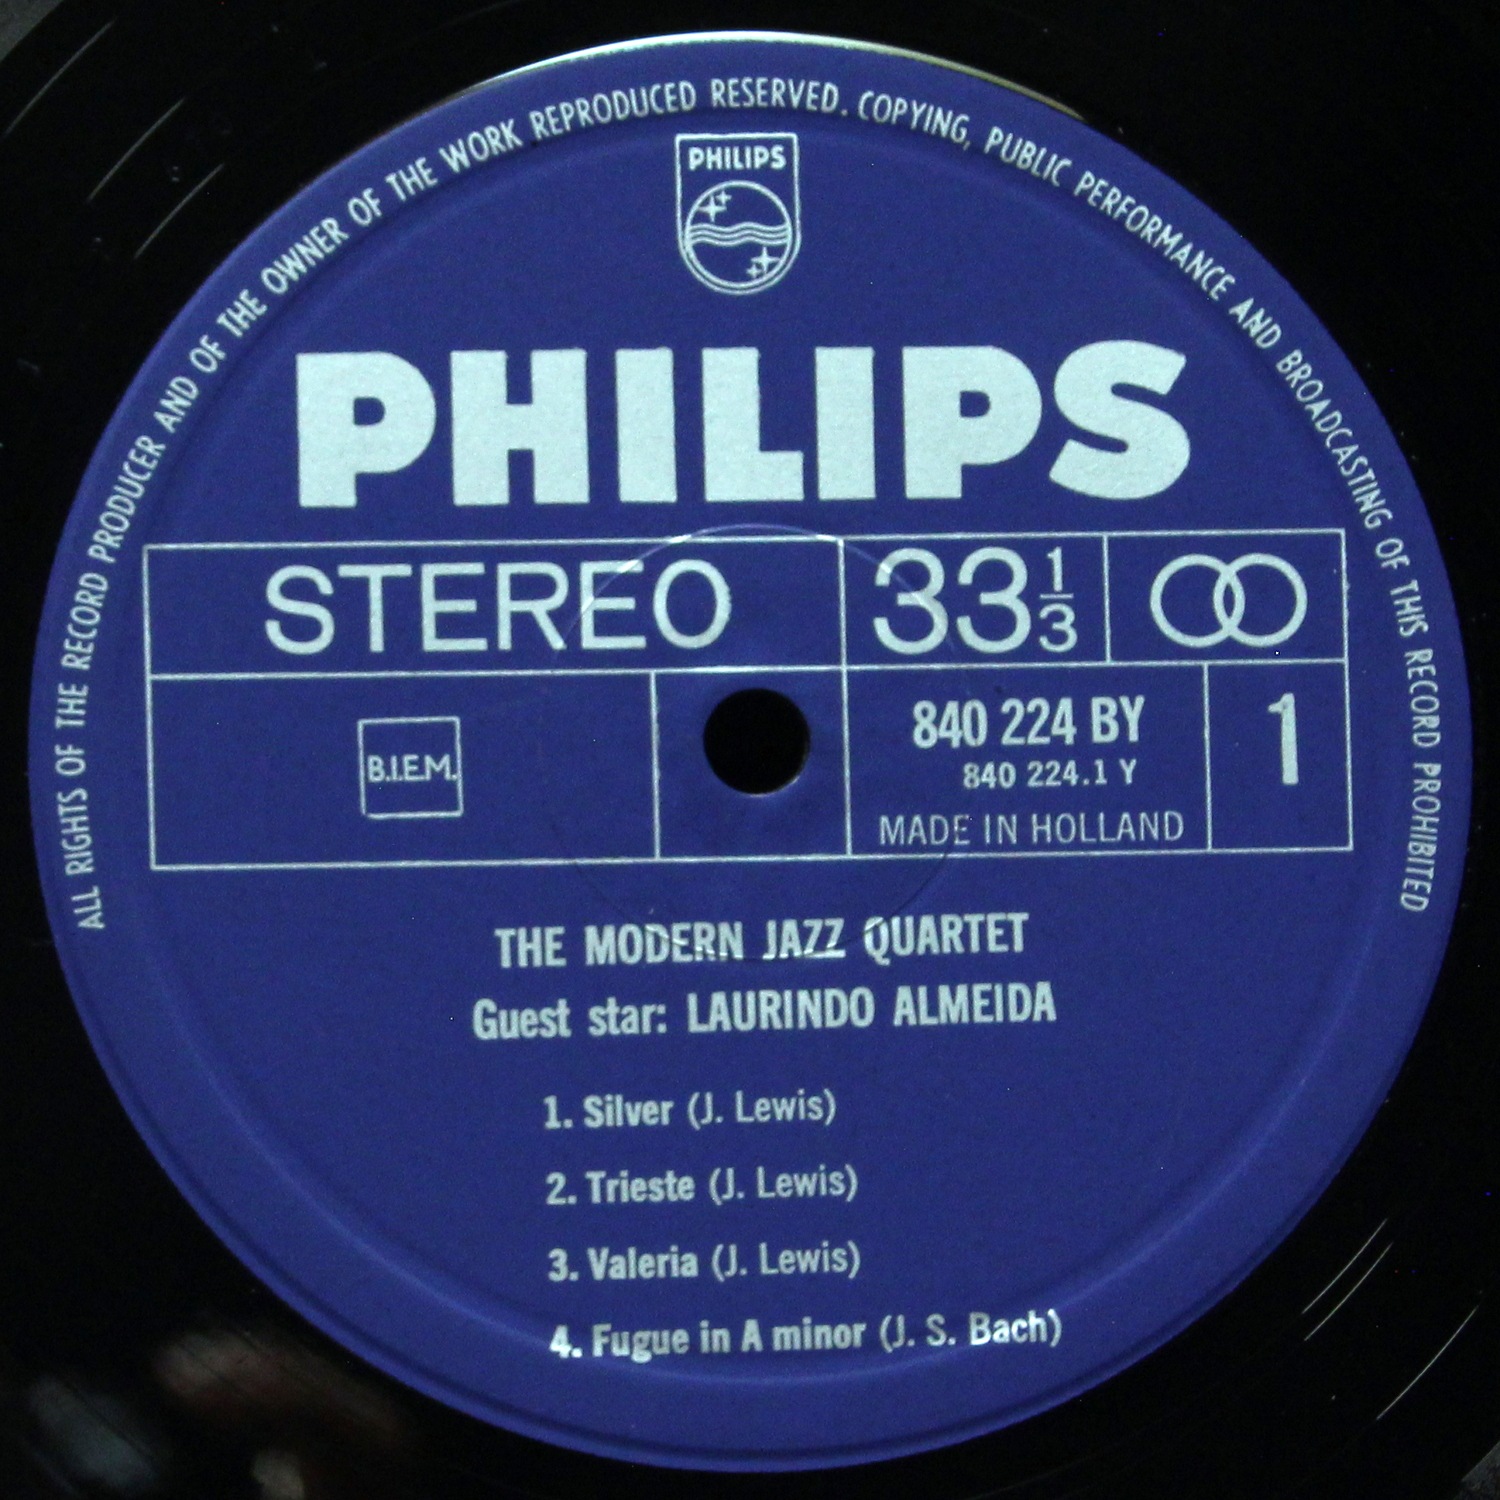 ALL RIGHTS OF THE RECORD PRODUCER AND OF THE OWNER OF THE WORK REPRODUCED RESERVED. COPYING, PUBLIC PERFORMANCE AND BROADCASTING OF THIS RECORD PROHIBITED
PHILIPS
PHILIPS
STEREO 33 1/3
B.I.E.M. 840 224 BY 1
840 224.1 Y
MADE IN HOLLAND
THE MODERN JAZZ QUARTET
Guest star: LAURINDO ALMEIDA
1. Silver (J. Lewis)
2. Trieste (J. Lewis)
3. Valeria (J. Lewis)
4. Fugue in A minor (J. S. Bach)